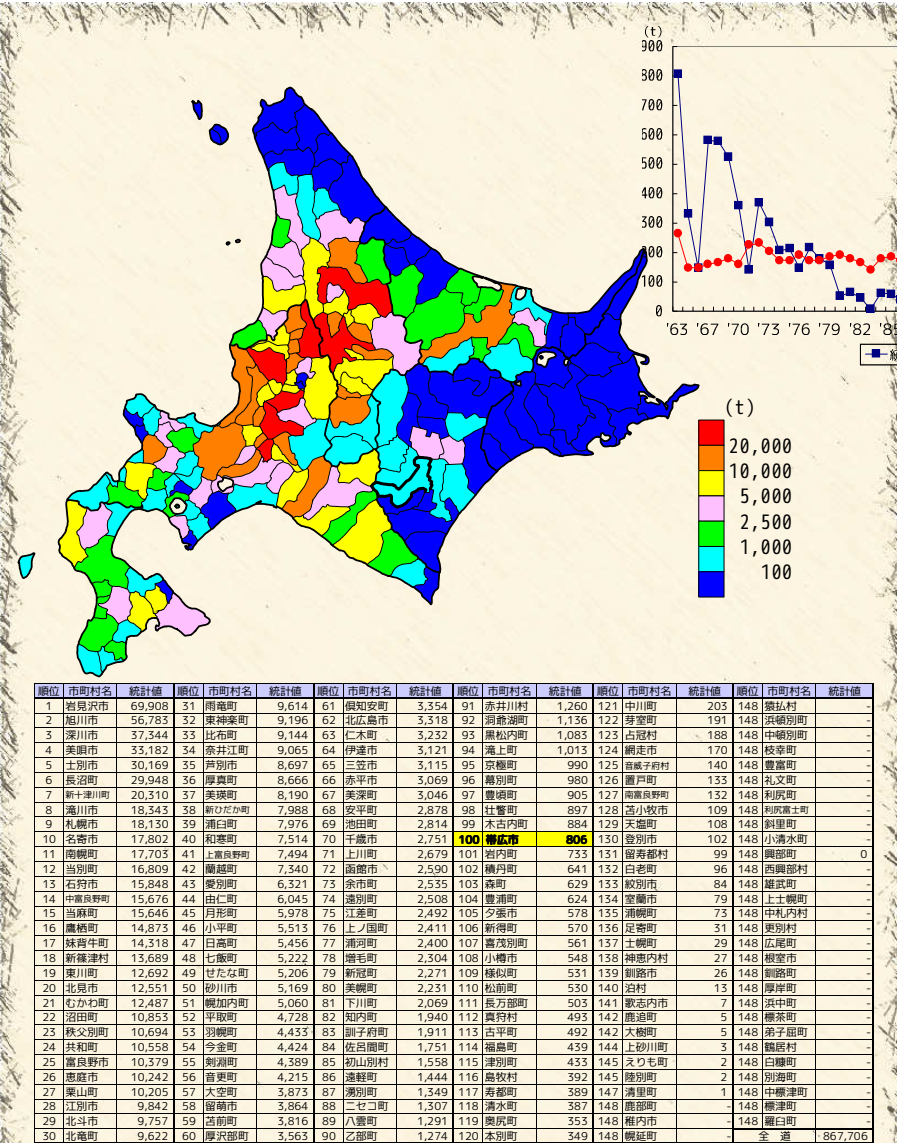 (t)
900
800
700
600
500
400
300
200
100
0
'63 '67 '70 '73 '76 '79 '82
(t)
20,000
10,000
5,000
2,500
1,000
100
順位 市町村名 統計値 順位 市町村名 統計値 順位 市町村名 統計値 順位 市町村名 統計値 順位 市町村名 統計値 順位 市町村名 統計値
1 岩見沢市 69,908 31 雨竜町 9,614 61 倶知安町 3,354 91 赤井川村 1,260 121 中川町 203 148 猿払村 -
2 旭川市 56,783 32 東神楽町 9,196 62 北広島市 3,318 92 洞爺湖町 1,136 122 芽室町 191 148 浜頓別町 -
3 深川市 37,344 33 比布町 9,144 63 仁木町 3,232 93 黒松内町 1,083 123 占冠村 188 148 中頓別町 -
4 美唄市 33,182 34 奈井江町 9,065 64 伊達市 3,121 94 滝上町 1,013 124 網走市 170 148 枝幸町 -
5 士別市 30,169 35 芦別市 8,697 65 三笠市 3,115 95 京極町 990 125 音威子府村 140 148 豊富町 -
6 長沼町 29,948 36 厚真町 8,666 66 赤平市 3,069 96 幕別町 980 126 置戸町 133 148 礼文町 -
7 新十津川町 20,310 37 美瑛町 8,190 67 美深町 3,046 97 豊頃町 905 127 南富良野町 132 148 利尻町 -
8 滝川市 18,343 38 新ひだか町 7,988 68 安平町 2,878 98 壮瞥町 897 128 苫小牧市 109 148 利尻富士町 -
9 札幌市 18,130 39 浦臼町 7,976 69 池田町 2,814 99 木古内町 884 129 天塩町 108 148 斜里町 -
10 名寄市 17,802 40 和寒町 7,514 70 千歳市 2,751 100 帯広市 806 130 登別市 102 148 小清水町 -
11 南幌町 17,703 41 上富良野町 7,494 71 上川町 2,679 101 岩内町 733 131 留寿都村 99 148 興部町 0
12 当別町 16,809 42 蘭越町 7,340 72 函館市 2,590 102 積丹町 641 132 白老町 96 148 西興部村 -
13 石狩市 15,848 43 愛別町 6,321 73 余市町 2,535 103 森町 629 133 紋別市 84 148 雄武町 -
14 中富良野町 15,676 44 由仁町 6,045 74 遠別町 2,508 104 豊浦町 624 134 室蘭市 79 148 上士幌町 -
15 当麻町 15,646 45 月形町 5,978 75 江差町 2,492 105 夕張市 578 135 浦幌町 73 148 中札内村 -
16 鷹栖町 14,873 46 小平町 5,513 76 上ノ国町 2,411 106 新得町 570 136 足寄町 31 148 更別村 -
17 妹背牛町 14,318 47 日高町 5,456 77 浦河町 2,400 107 喜茂別町 561 137 士幌町 29 148 広尾町 -
18 新篠津村 13,689 48 七飯町 5,222 78 増毛町 2,304 108 小樽市 548 138 神恵内村 27 148 根室市 -
19 東川町 12,692 49 せたな町 5,206 79 新冠町 2,271 109 様似町 531 139 釧路市 26 148 釧路町 -
20 北見市 12,551 50 砂川市 5,169 80 美幌町 2,231 110 松前町 530 140 泊村 13 148 厚岸町 -
21 むかわ町 12,487 51 幌加内町 5,060 81 下川町 2,069 111 長万部町 503 141 歌志内市 7 148 浜中町 -
22 沼田町 10,853 52 平取町 4,728 82 知内町 1,940 112 真狩村 493 142 鹿追町 5 148 標茶町 -
23 秩父別町 10,694 53 羽幌町 4,433 83 訓子府町 1,911 113 古平町 492 142 大樹町 5 148 弟子屈町 -
24 共和町 10,558 54 今金町 4,424 84 佐呂間町 1,751 114 福島町 439 144 上砂川町 3 148 鶴居村 -
25 富良野市 10,379 55 剣淵町 4,389 85 初山別村 1,558 115 津別町 433 145 えりも町 2 148 白糠町 -
26 恵庭市 10,242 56 音更町 4,215 86 遠軽町 1,444 116 島牧村 392 145 陸別町 2 148 別海町 -
27 栗山町 10,205 57 大空町 3,873 87 湧別町 1,349 117 寿都町 389 147 清里町 1 148 中標津町 -
28 江別市 9,842 58 留萌市 3,864 88 ニセコ町 1,307 118 清水町 387 148 鹿部町 - 148 標津町 -
29 北斗市 9,757 59 苫前町 3,816 89 八雲町 1,291 119 奥尻町 353 148 稚内市 - 148 羅臼町 -
30 北竜町 9,622 60 厚沢部町 3,563 90 乙部町 1,274 120 本別町 349 148 幌延町 - 全 道 867,706